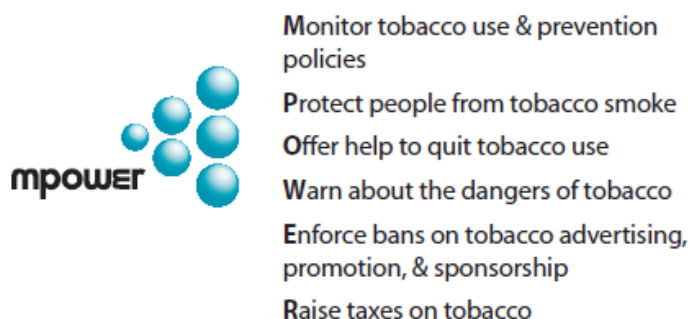 mpower
Monitor tobacco use & prevention
policies
Protect people from tobacco smoke
Offer help to quit tobacco use
Warn about the dangers of tobacco
Enforce bans on tobacco advertising,
promotion, & sponsorship
Raise taxes on tobacco